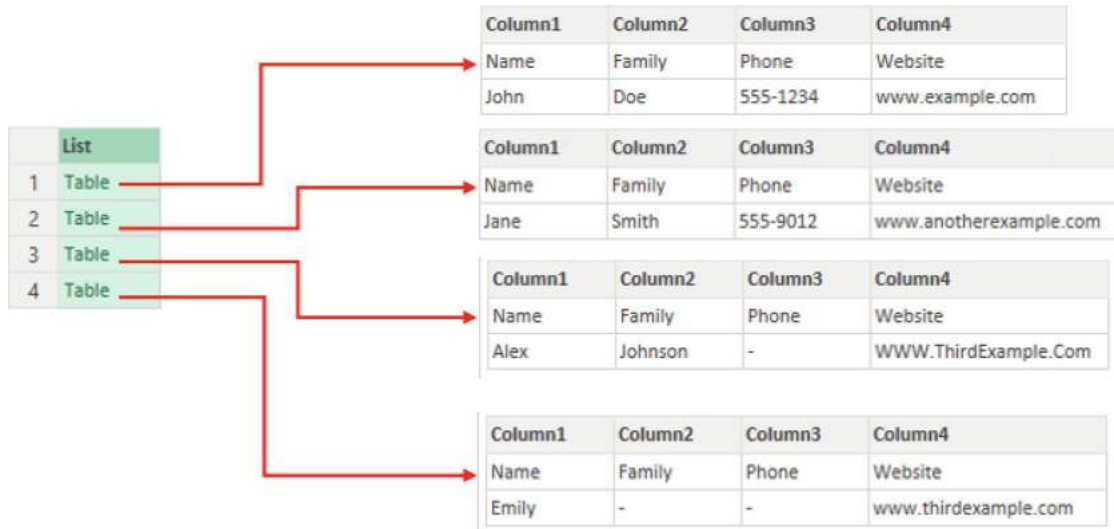 Column1 Column2 Column3 Column4
Name Family Phone Website
John Doe 555-1234 www.example.com
List
1 Table
2 Table
3 Table
4 Table
Column1 Column2 Column3 Column4
Name Family Phone Website
Jane Smith 555-9012 www.anotherexample.com
Column1 Column2 Column3 Column4
Name Family Phone Website
Alex Johnson - WWW.ThirdExample.Com
Column1 Column2 Column3 Column4
Name Family Phone Website
Emily - - www.thirdexample.com